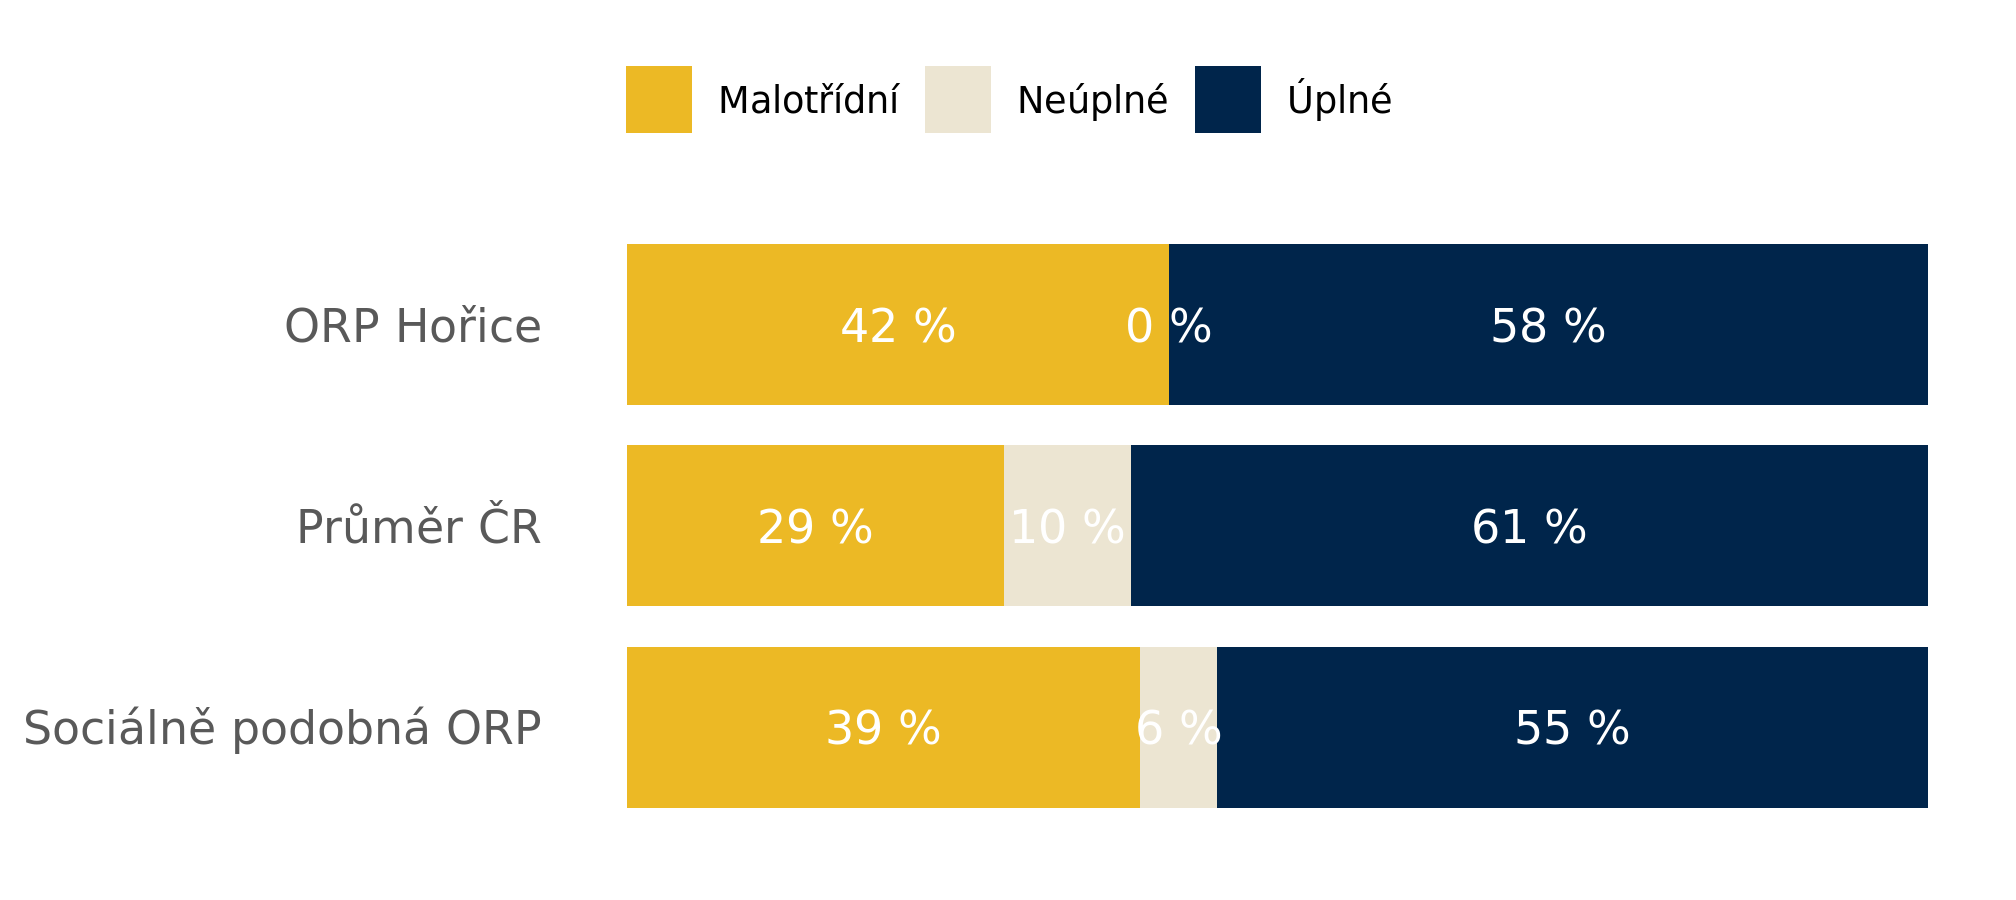 Malotřídní Neúplné Úplné
ORP Hořice 42 % 0 % 58 %
Průměr ČR 29 % 10 % 61 %
Sociálně podobná ORP 39 % 6 % 55 %